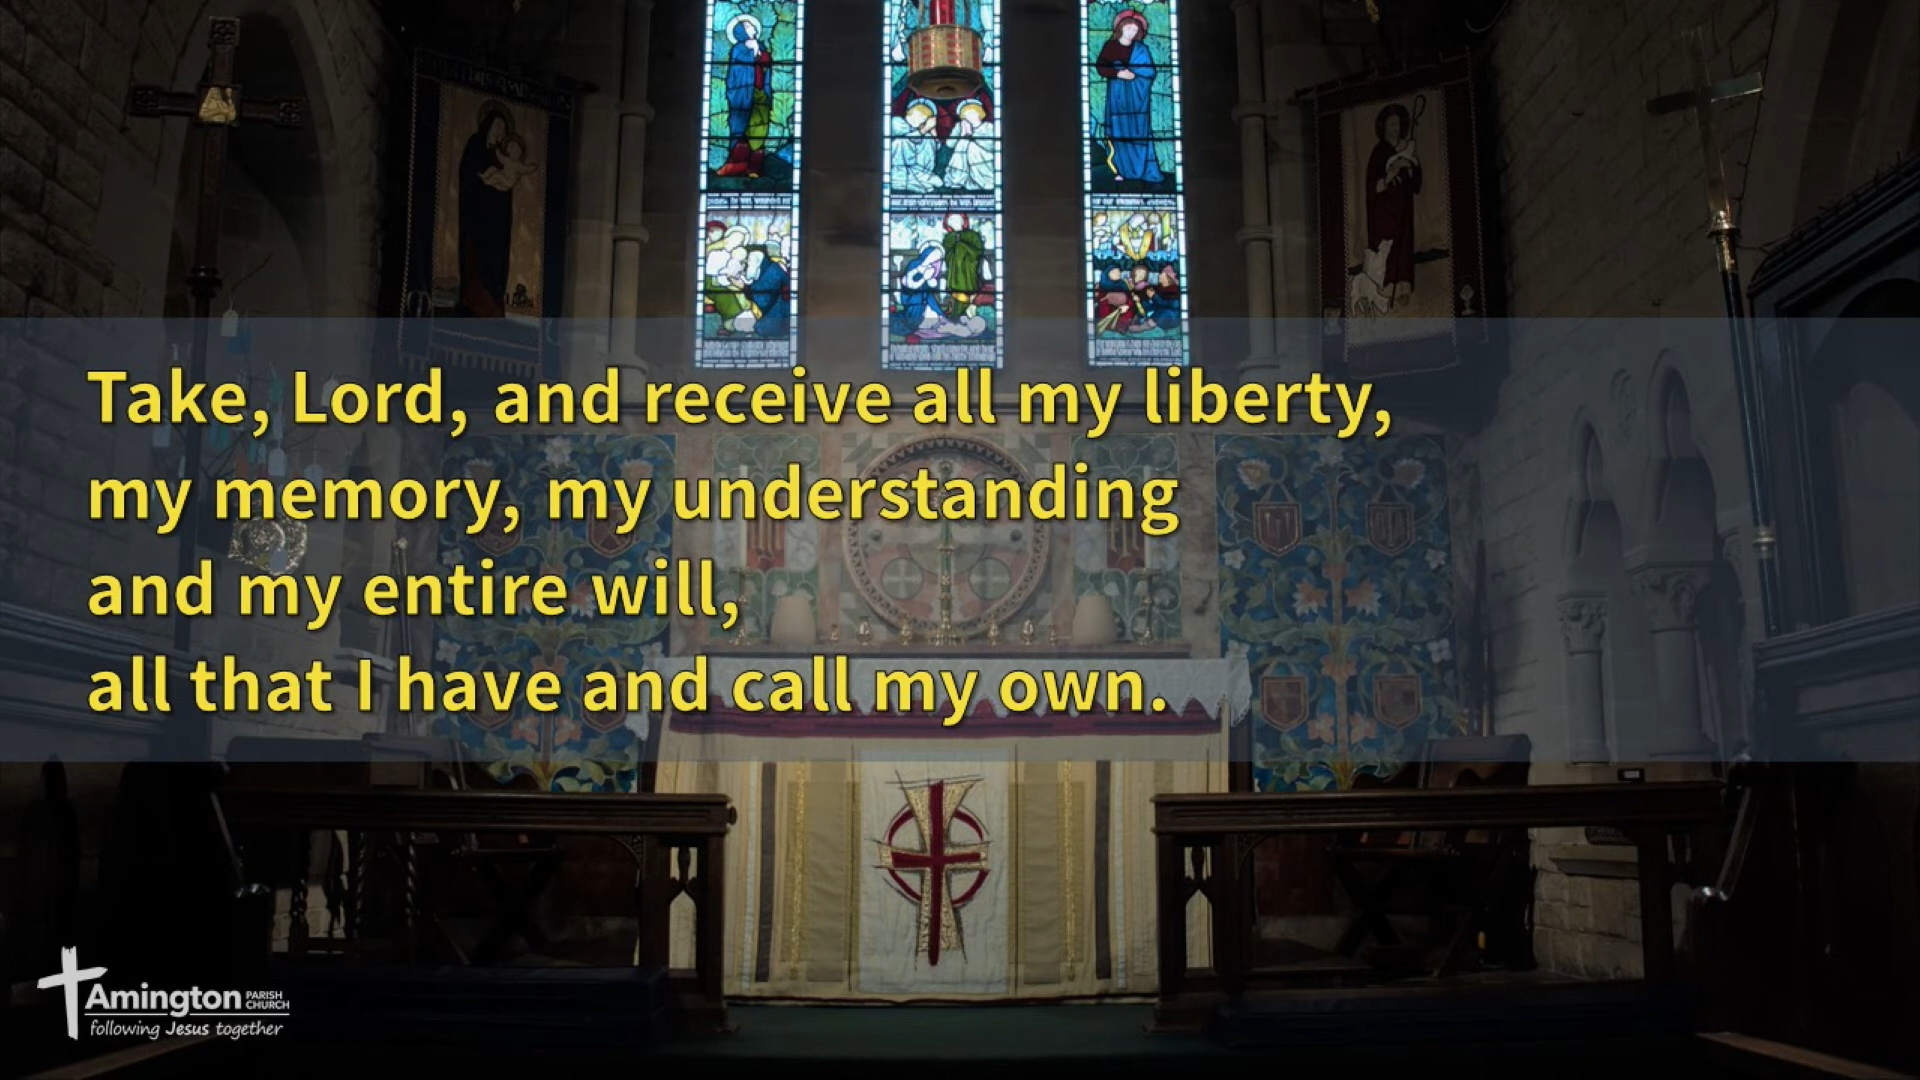 Take, Lord, and receive all my liberty,
my memory, my understanding
and my entire will,
all that I have and call my own.
Amington PARISH CHURCH
following Jesus together